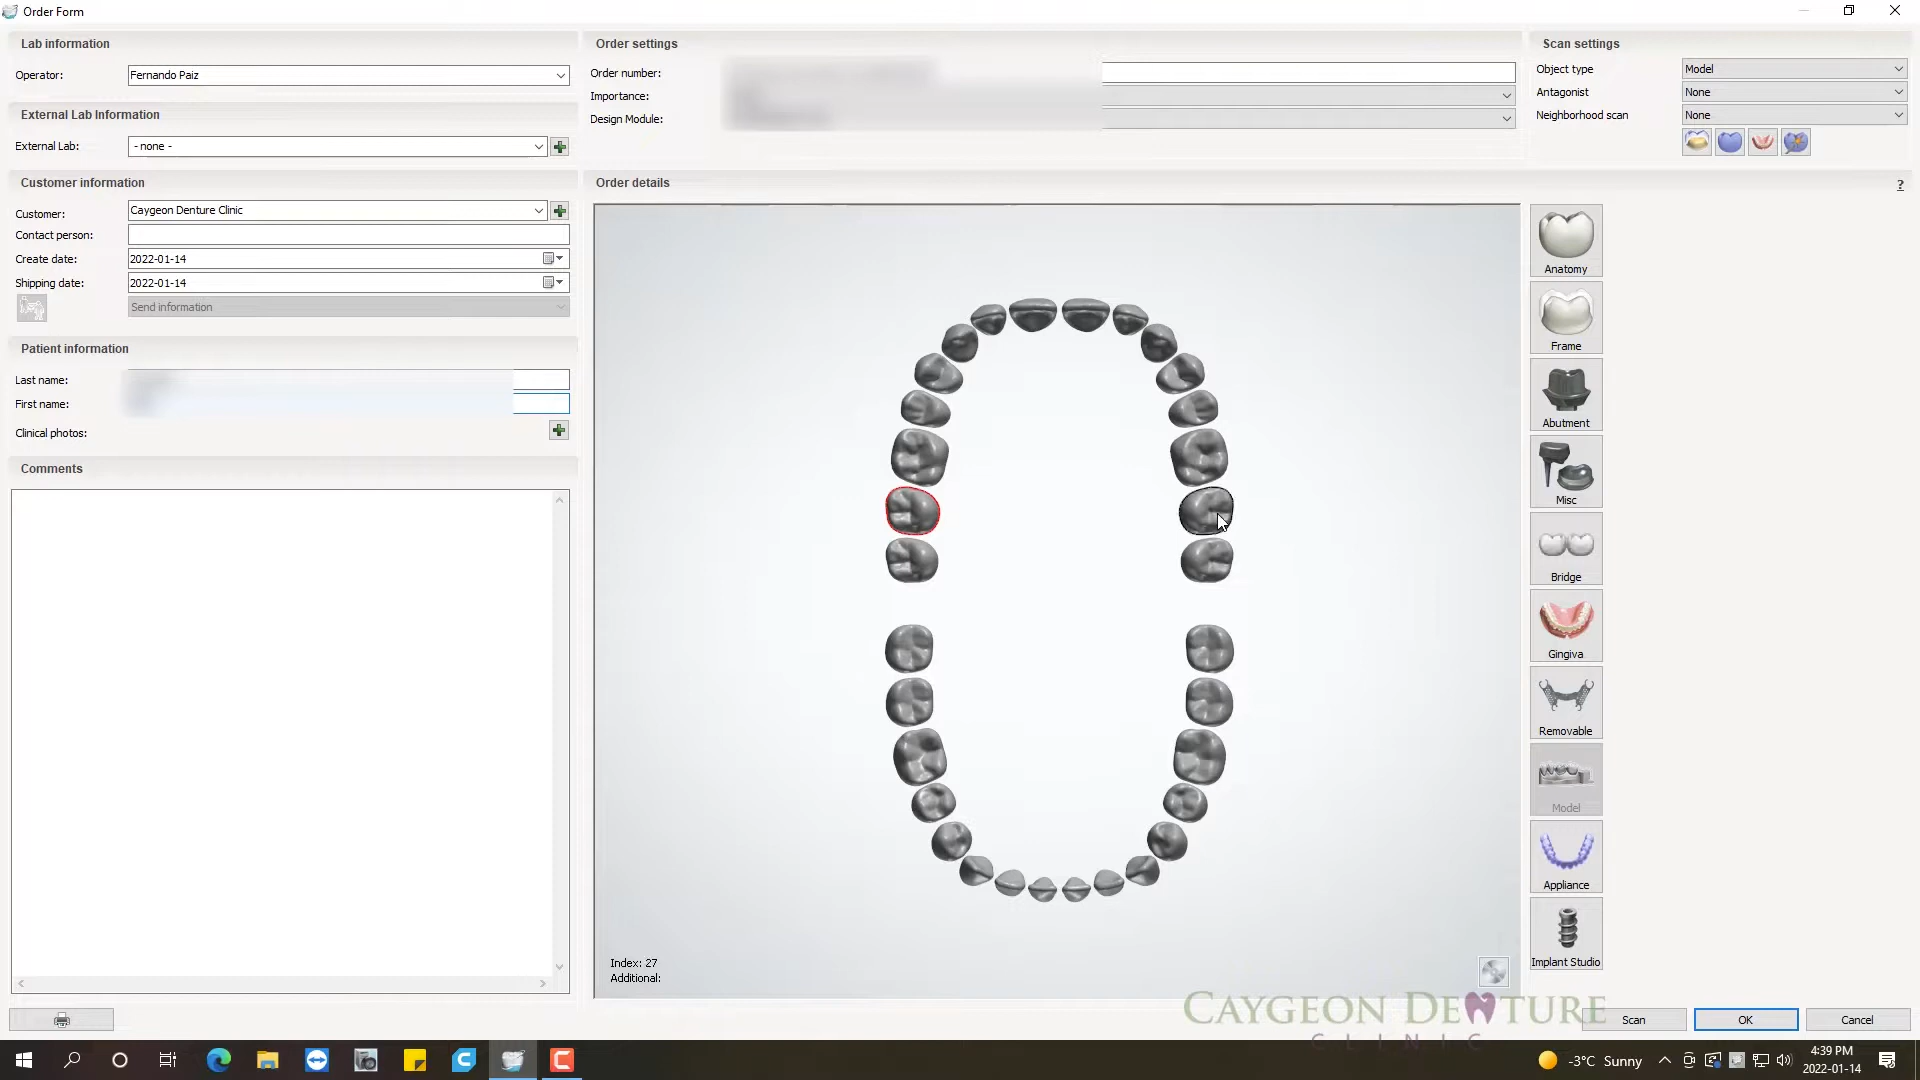 Order Form
Lab information
Operator: Fernando Paiz
External Lab Information
External Lab: - none -
Customer information
Customer: Caygeon Denture Clinic
Contact person:
Create date: 2022-01-14
Shipping date: 2022-01-14
Send information
Patient information
Last name:
First name:
Clinical photos:
Comments
Order settings
Order number:
Importance:
Design Module:
Scan settings
Object type Model
Antagonist None
Neighborhood scan None
Order details
?
Anatomy
Frame
Abutment
Misc
Bridge
Gingiva
Removable
Model
Appliance
Implant Studio
Index: 27
Additional:
CAYGEON DENTURE
CLINIC
Scan
OK
Cancel
-3°C Sunny
4:39 PM
2022-01-14